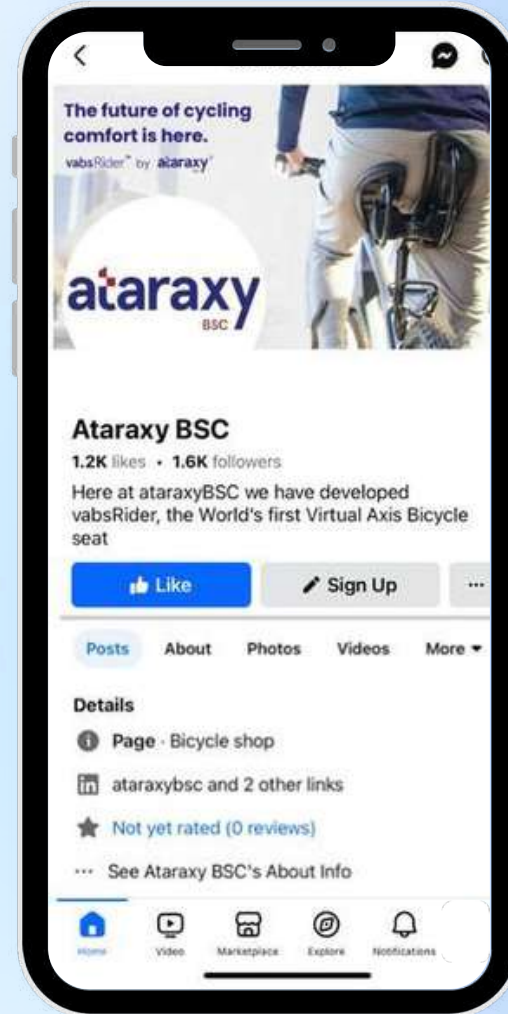 The future of cycling
comfort is here.
vabsRider™ by ataraxy®
ataraxy
BSC
Ataraxy BSC
1.2K likes • 1.6K followers
Here at ataraxyBSC we have developed
vabsRider, the World's first Virtual Axis Bicycle
seat
Like
Sign Up
...
Posts About Photos Videos More
Details
Page · Bicycle shop
in ataraxybsc and 2 other links
Not yet rated (0 reviews)
... See Ataraxy BSC's About Info
Home Video Marketplace Explore Notifications